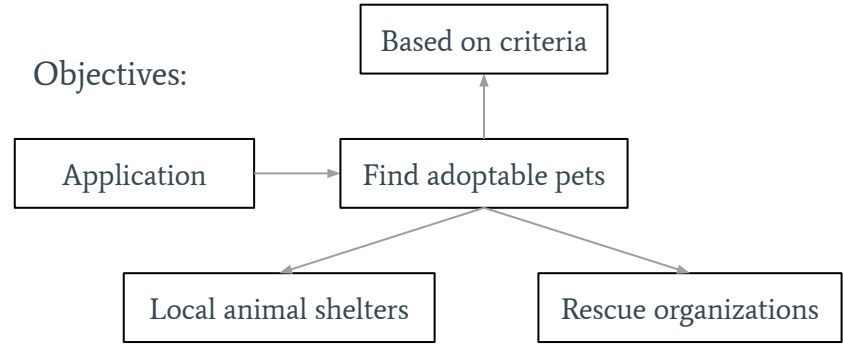 Based on criteria
Objectives:
Application
Find adoptable pets
Local animal shelters
Rescue organizations